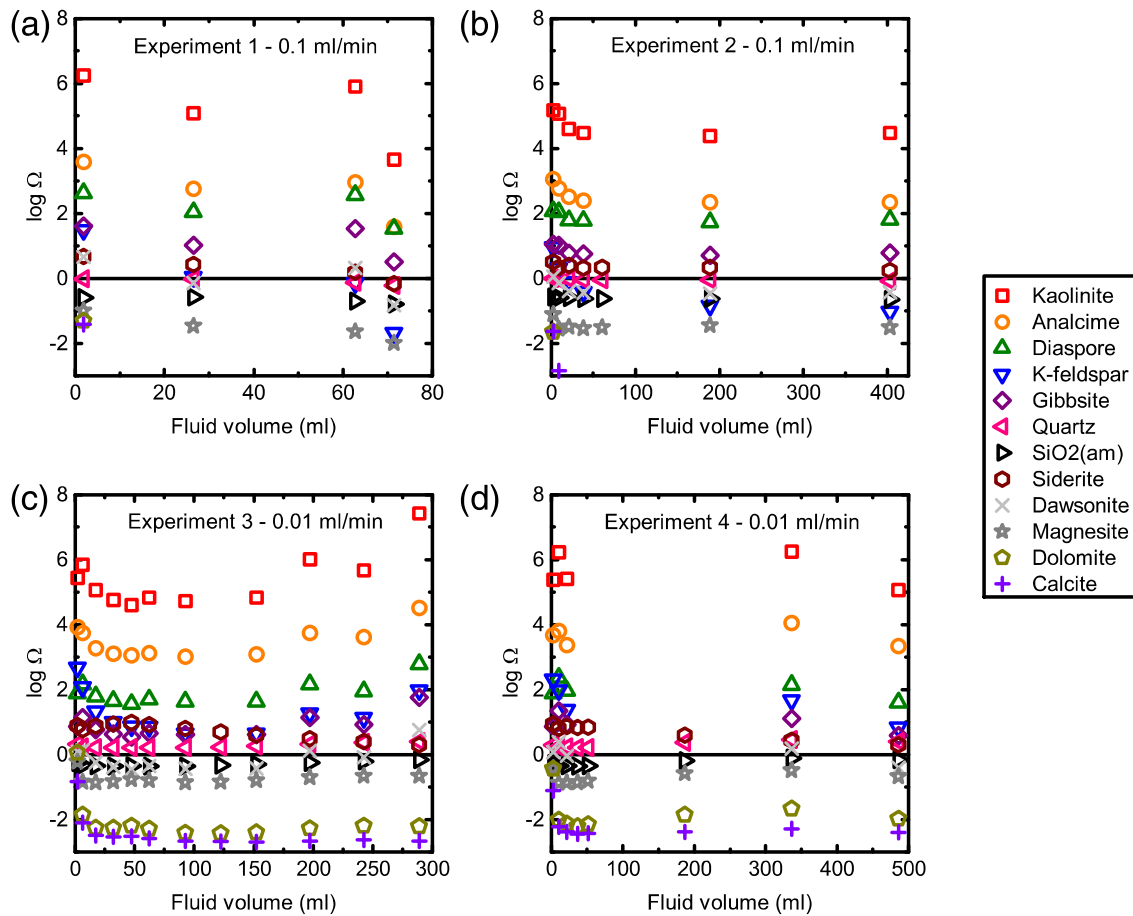 (a)
Experiment 1 - 0.1 ml/min
8
6
4
2
0
-2
log Ω
0 20 40 60 80
Fluid volume (ml)
(b)
Experiment 2 - 0.1 ml/min
8
6
4
2
0
-2
log Ω
0 100 200 300 400
Fluid volume (ml)
Kaolinite
Analcime
Diaspore
K-feldspar
Gibbsite
Quartz
SiO2(am)
Siderite
Dawsonite
Magnesite
Dolomite
Calcite
(c)
Experiment 3 - 0.01 ml/min
8
6
4
2
0
-2
log Ω
0 50 100 150 200 250 300
Fluid volume (ml)
(d)
Experiment 4 - 0.01 ml/min
8
6
4
2
0
-2
log Ω
0 100 200 300 400 500
Fluid volume (ml)